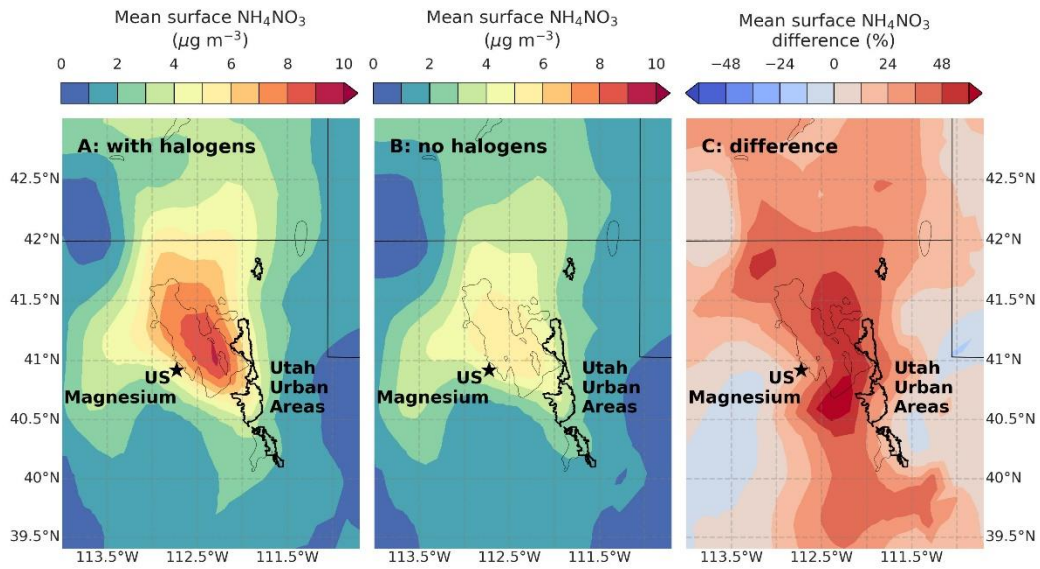 Mean surface NH₄NO₃
(μg m⁻³)
0 2 4 6 8 10
A: with halogens
42.5°N
42°N
41.5°N
41°N
40.5°N
40°N
39.5°N
US
Magnesium
Utah
Urban
Areas
113.5°W 112.5°W 111.5°W
Mean surface NH₄NO₃
(μg m⁻³)
0 2 4 6 8 10
B: no halogens
US
Magnesium
Utah
Urban
Areas
113.5°W 112.5°W 111.5°W
Mean surface NH₄NO₃
difference (%)
−48 −24 0 24 48
C: difference
US
Magnesium
Utah
Urban
Areas
42.5°N
42°N
41.5°N
41°N
40.5°N
40°N
39.5°N
113.5°W 112.5°W 111.5°W